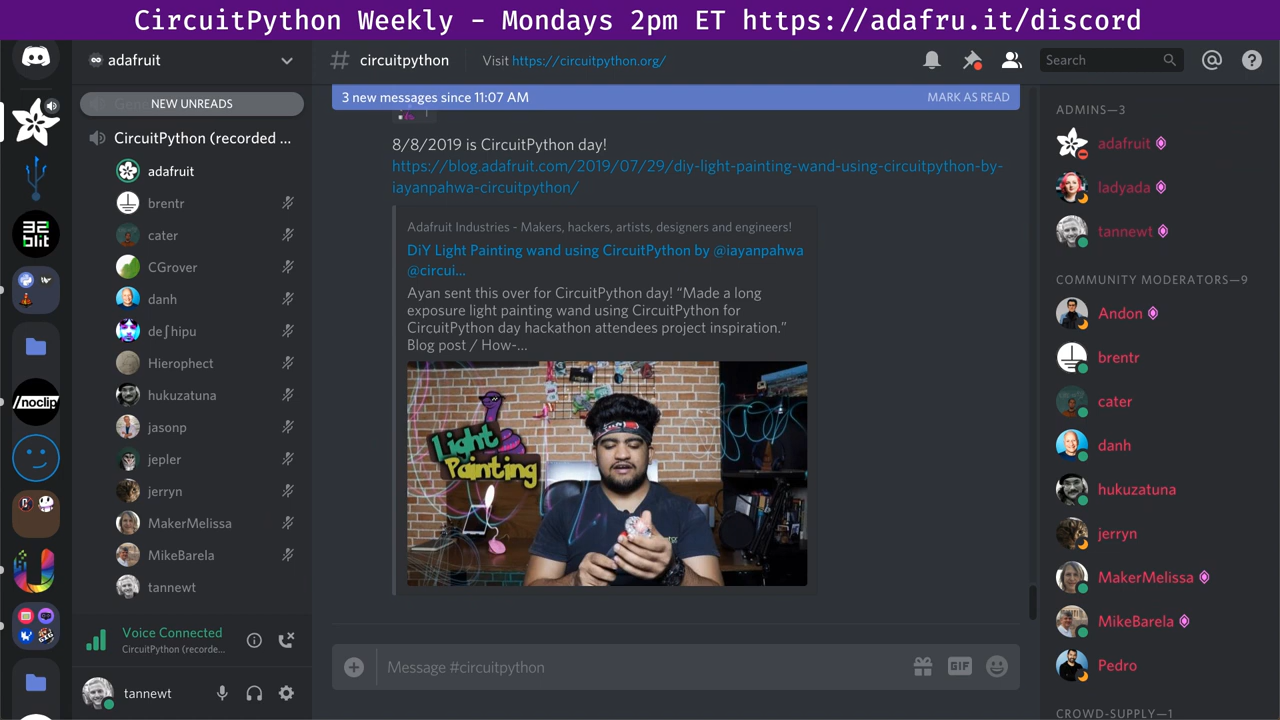 CircuitPython Weekly - Mondays 2pm ET https://adafru.it/discord
adafruit
NEW UNREADS
CircuitPython (recorded ...
adafruit
brentr
cater
CGrover
danh
de∫hipu
Hierophect
hukuzatuna
jasonp
jepler
jerryn
MakerMelissa
MikeBarela
tannewt
Voice Connected
CircuitPython (recorde...
tannewt
32
blit
/noclip
# circuitpython
Visit https://circuitpython.org/
Search
3 new messages since 11:07 AM
MARK AS READ
8/8/2019 is CircuitPython day!
https://blog.adafruit.com/2019/07/29/diy-light-painting-wand-using-circuitpython-by-
iayanpahwa-circuitpython/
Adafruit Industries - Makers, hackers, artists, designers and engineers!
DiY Light Painting wand using CircuitPython by @iayanpahwa
@circui...
Ayan sent this over for CircuitPython day! “Made a long
exposure light painting wand using CircuitPython for
CircuitPython day hackathon attendees project inspiration.”
Blog post / How-...
Light
Painting
Message #circuitpython
GIF
ADMINS—3
adafruit
ladyada
tannewt
COMMUNITY MODERATORS—9
Andon
brentr
cater
danh
hukuzatuna
jerryn
MakerMelissa
MikeBarela
Pedro
CROWD-SUPPLY—1